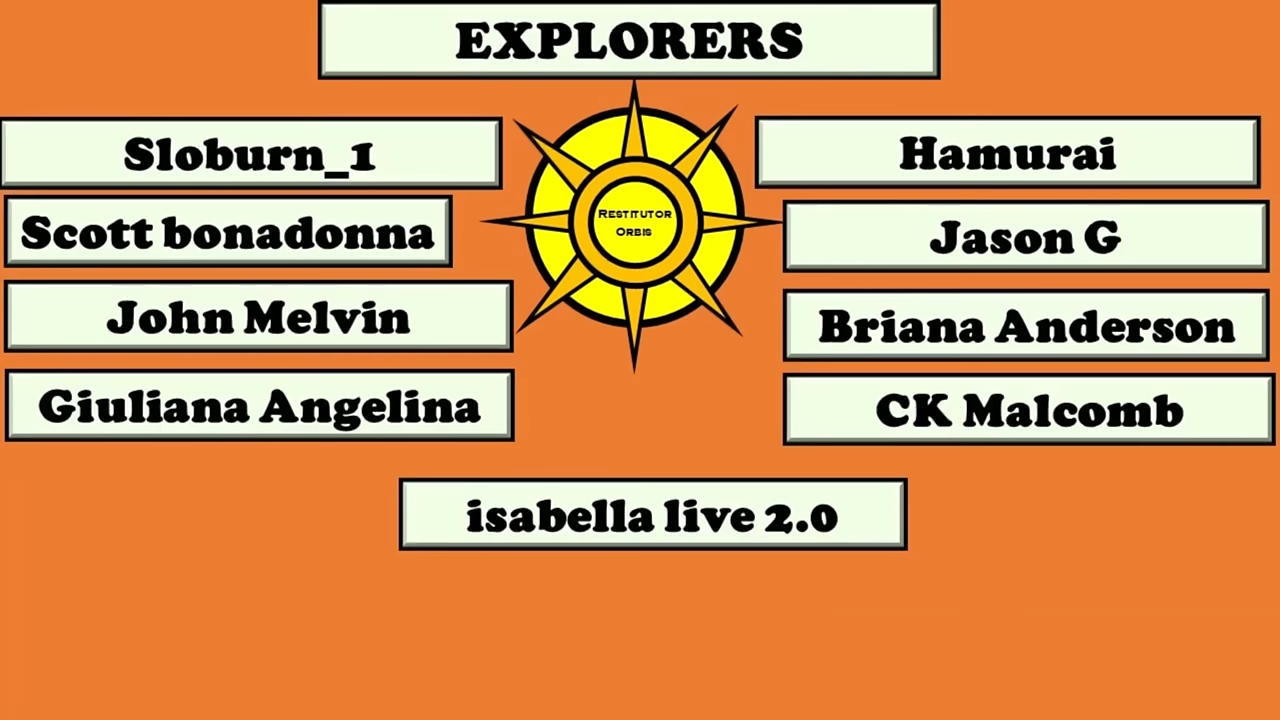 EXPLORERS
Sloburn_1
Hamurai
Restitutor
Orbis
Scott bonadonna
Jason G
John Melvin
Briana Anderson
Giuliana Angelina
CK Malcomb
isabella live 2.0